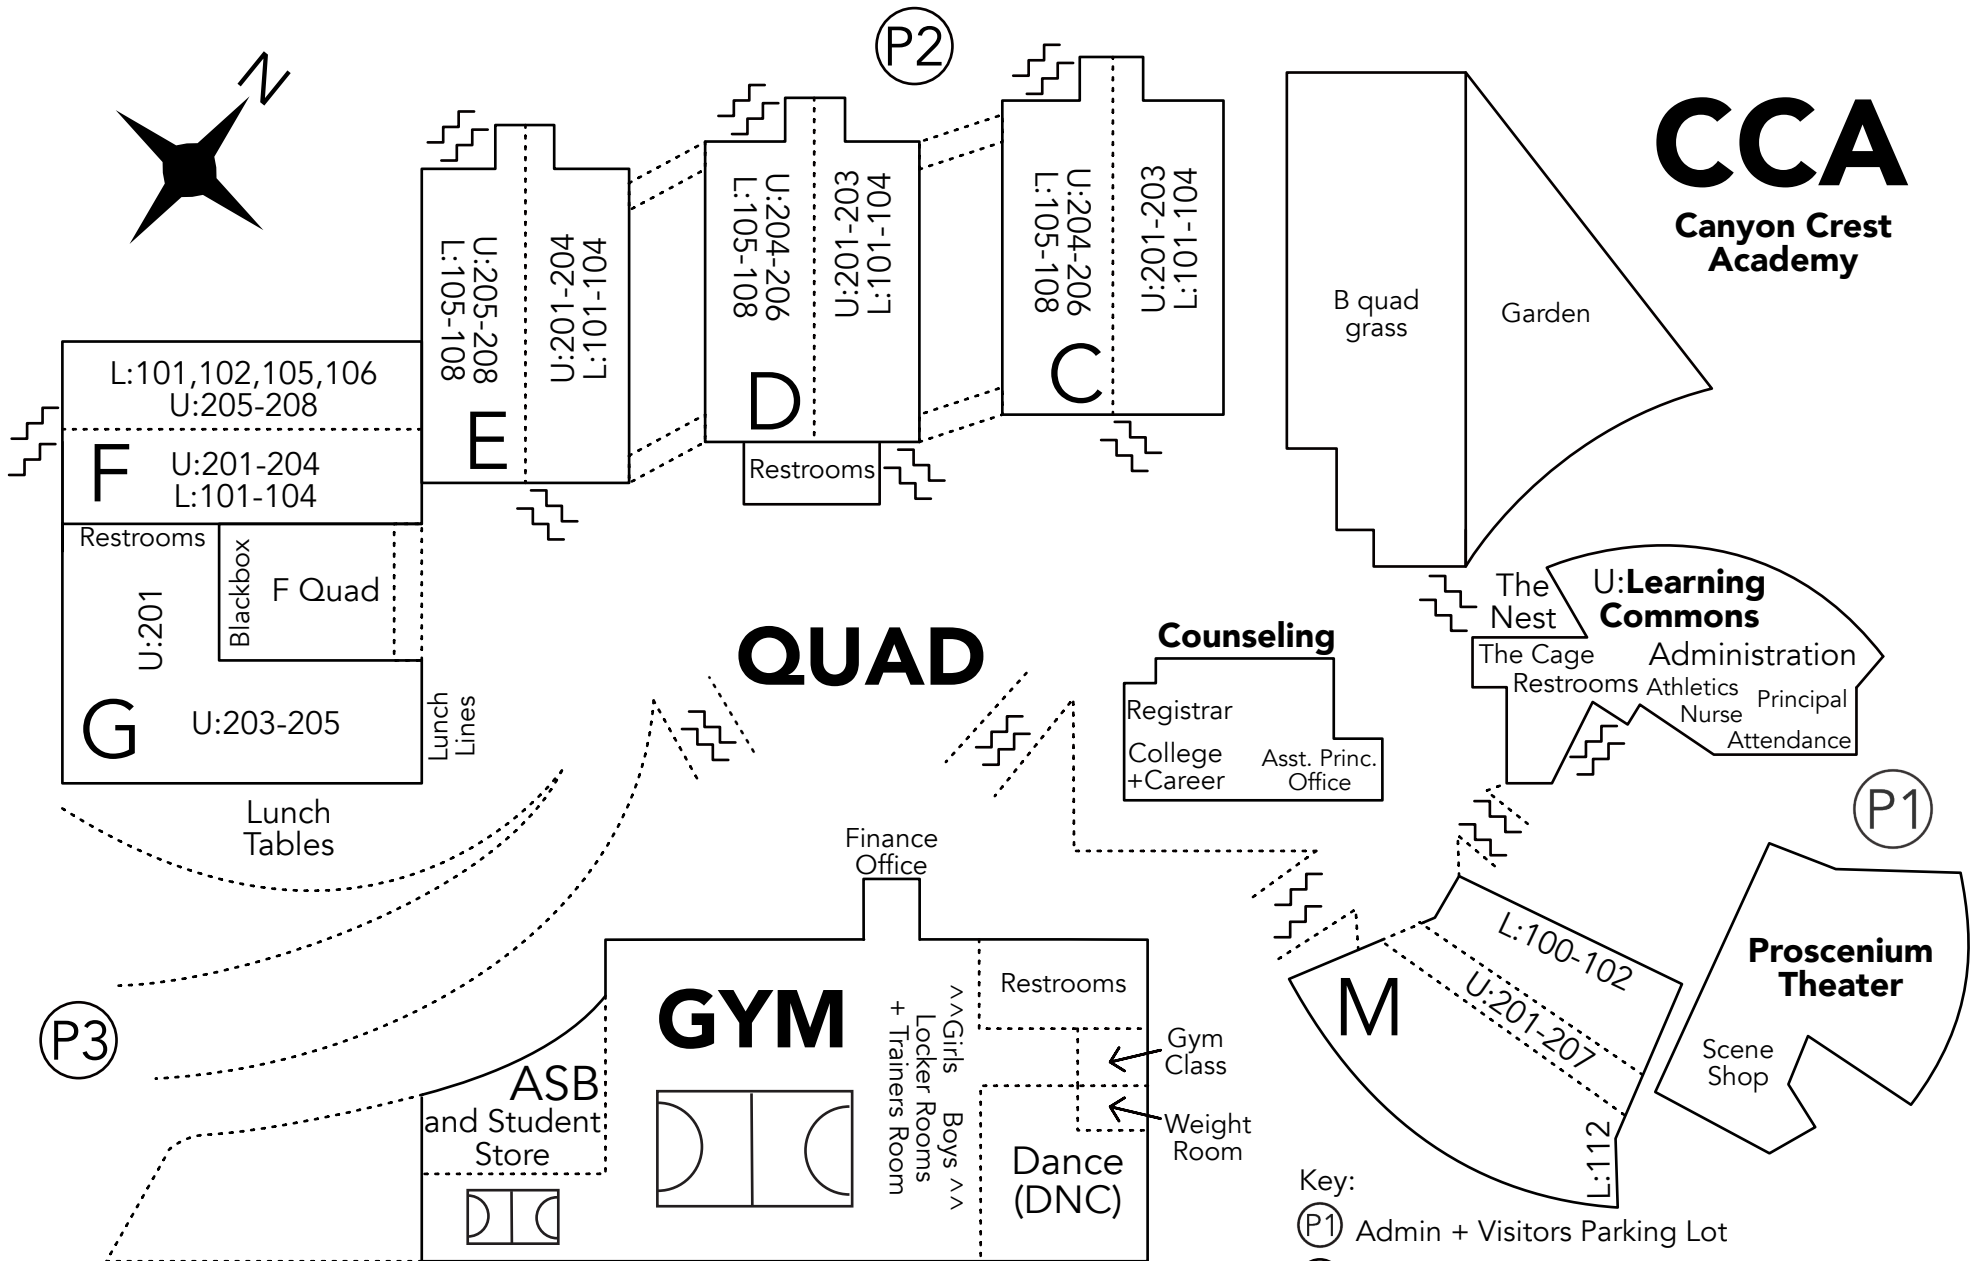 P2
N
CCA
Canyon Crest
Academy
L:105-108
U:205-208
U:201-204
L:101-104
E
L:105-108
U:204-206
U:201-203
L:101-104
D
Restrooms
L:105-108
U:204-206
U:201-203
L:101-104
C
B quad
grass
Garden
L:101,102,105,106
U:205-208
F
U:201-204
L:101-104
Restrooms
Blackbox
F Quad
U:201
G
U:203-205
Lunch
Lines
Lunch
Tables
QUAD
Counseling
Registrar
College
+Career
Asst. Princ.
Office
The
Nest
U:Learning
Commons
The Cage
Administration
Restrooms
Athletics
Nurse
Principal
Attendance
P1
Finance
Office
P3
ASB
and Student
Store
GYM
^^Girls Boys ^^
Locker Rooms
+ Trainers Room
Restrooms
Gym
Class
Weight
Room
Dance
(DNC)
M
L:100-102
U:201-207
L:112
Proscenium
Theater
Scene
Shop
Key:
P1 Admin + Visitors Parking Lot